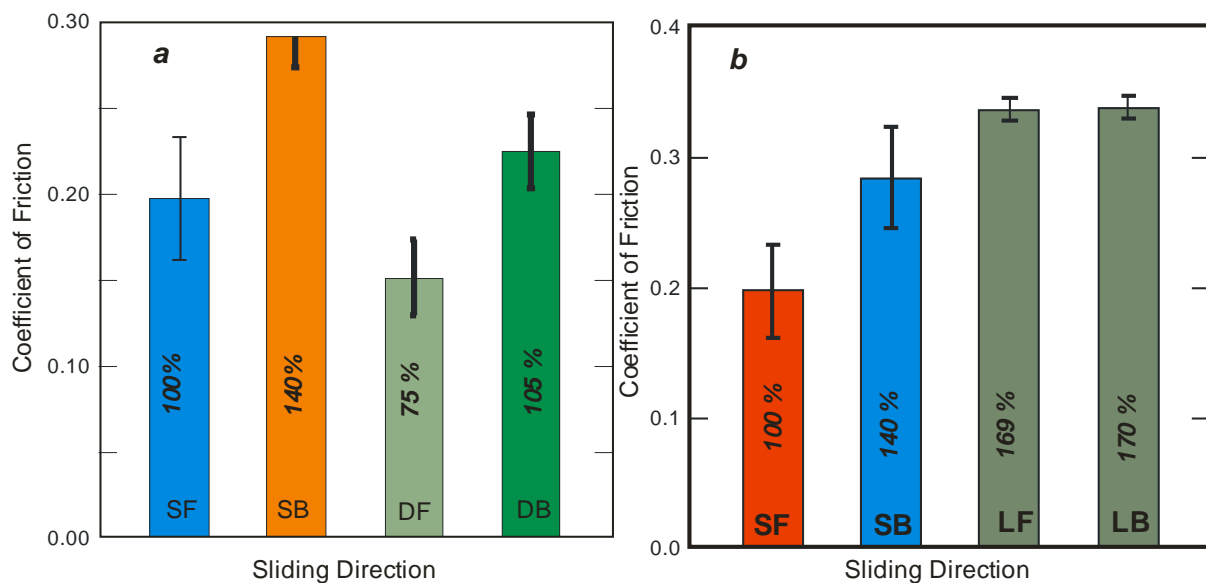 a
Coefficient of Friction
0.30
0.20
0.10
0.00
100%
140%
75 %
105 %
SF
SB
DF
DB
Sliding Direction
b
Coefficient of Friction
0.4
0.3
0.2
0.1
0.0
100 %
140 %
169 %
170 %
SF
SB
LF
LB
Sliding Direction